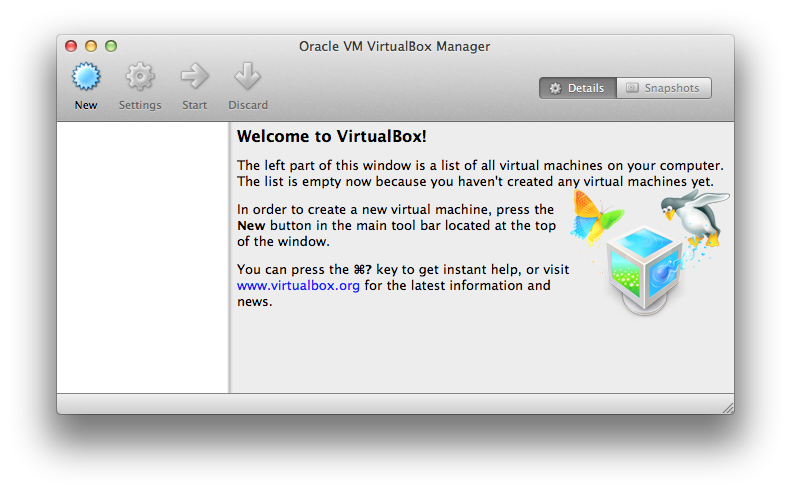 Oracle VM VirtualBox Manager
New
Settings
Start
Discard
Details
Snapshots
Welcome to VirtualBox!
The left part of this window is a list of all virtual machines on your computer.
The list is empty now because you haven't created any virtual machines yet.
In order to create a new virtual machine, press the
New button in the main tool bar located at the top
of the window.
You can press the ⌘? key to get instant help, or visit
www.virtualbox.org for the latest information and
news.